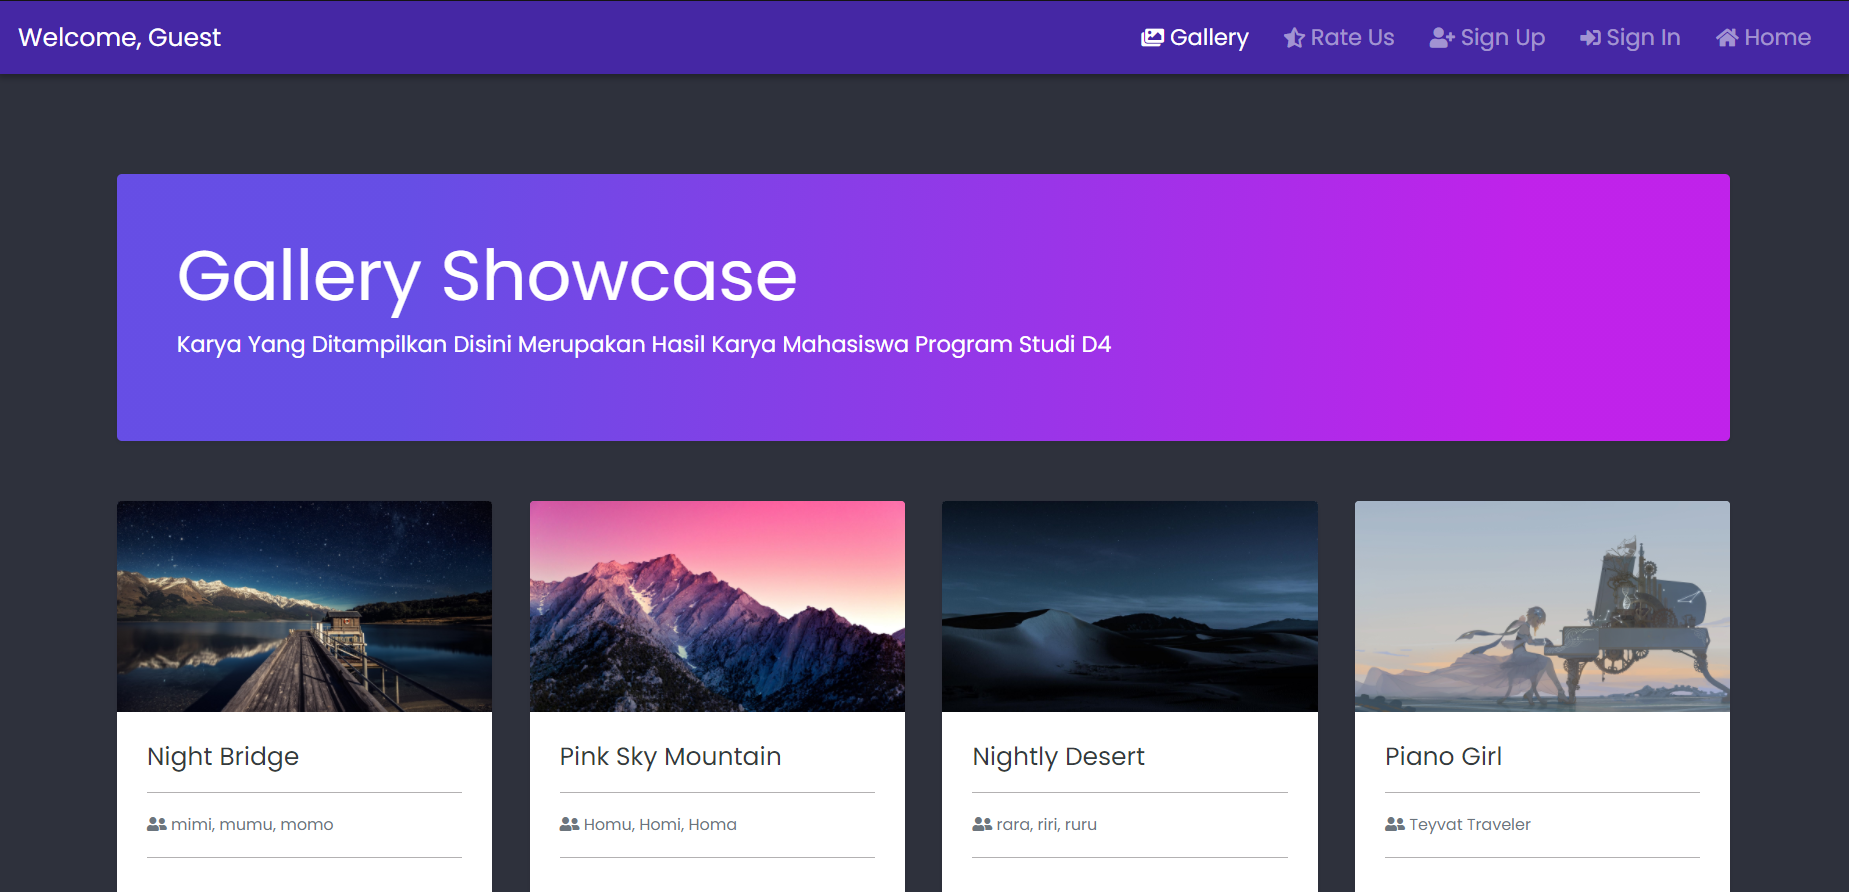 Welcome, Guest
Gallery
Rate Us
Sign Up
Sign In
Home
Gallery Showcase
Karya Yang Ditampilkan Disini Merupakan Hasil Karya Mahasiswa Program Studi D4
Night Bridge
mimi, mumu, momo
Pink Sky Mountain
Homu, Homi, Homa
Nightly Desert
rara, riri, ruru
Piano Girl
Teyvat Traveler